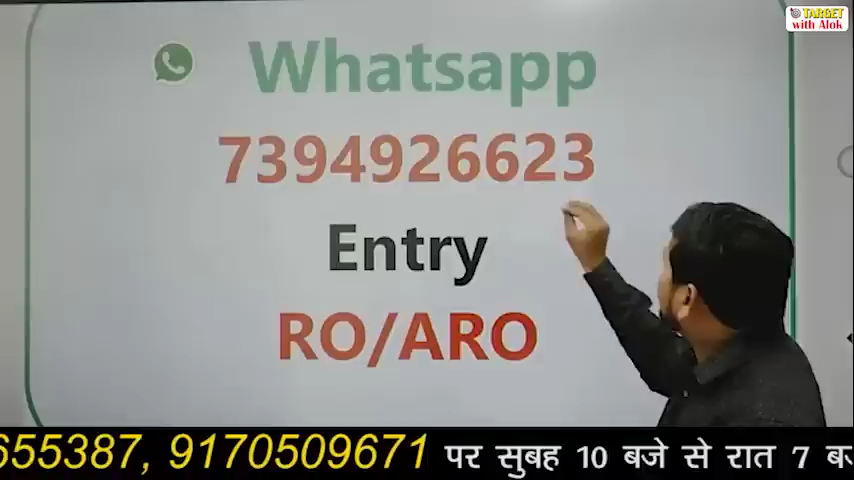 TARGET
with Alok
Whatsapp
7394926623
Entry
RO/ARO
655387, 9170509671 पर सुबह 10 बजे से रात 7